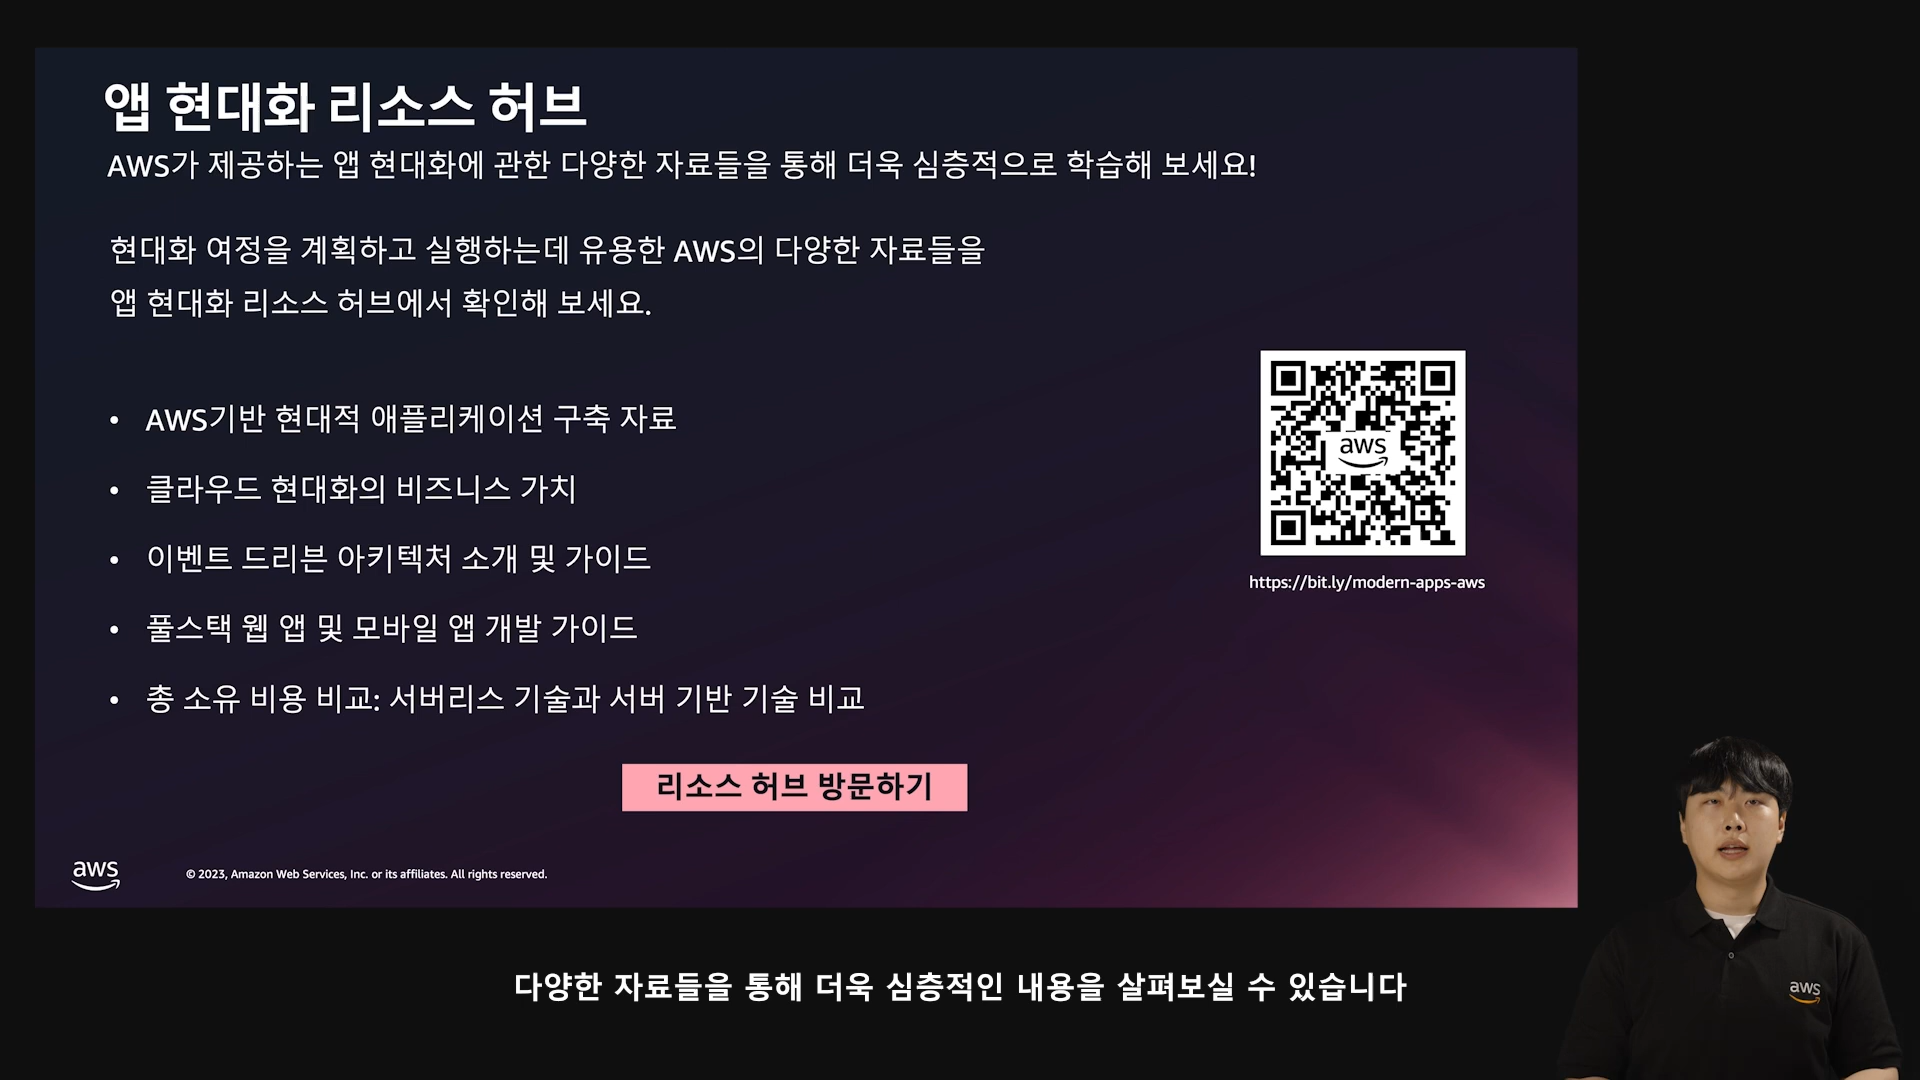 앱 현대화 리소스 허브
AWS가 제공하는 앱 현대화에 관한 다양한 자료들을 통해 더욱 심층적으로 학습해 보세요!
현대화 여정을 계획하고 실행하는데 유용한 AWS의 다양한 자료들을
앱 현대화 리소스 허브에서 확인해 보세요.
• AWS기반 현대적 애플리케이션 구축 자료
• 클라우드 현대화의 비즈니스 가치
• 이벤트 드리븐 아키텍처 소개 및 가이드
• 풀스택 웹 앱 및 모바일 앱 개발 가이드
• 총 소유 비용 비교: 서버리스 기술과 서버 기반 기술 비교
aws
https://bit.ly/modern-apps-aws
리소스 허브 방문하기
aws
© 2023, Amazon Web Services, Inc. or its affiliates. All rights reserved.
다양한 자료들을 통해 더욱 심층적인 내용을 살펴보실 수 있습니다
aws